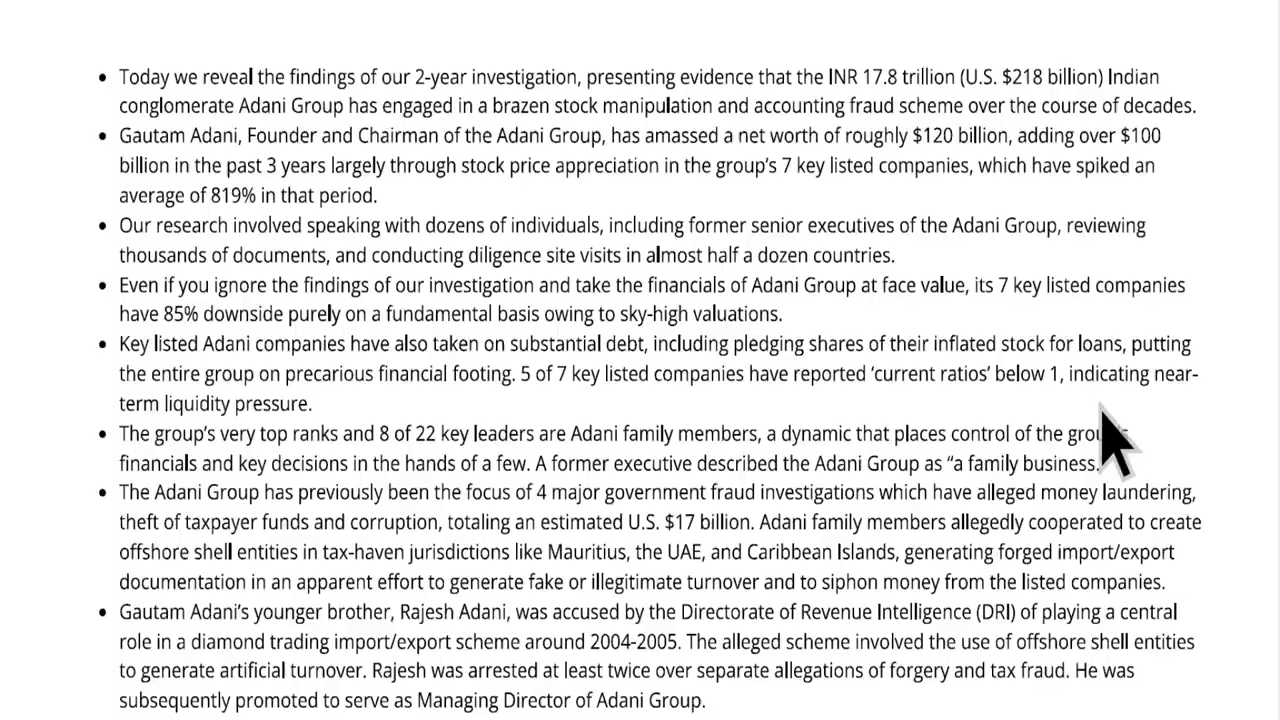 • Today we reveal the findings of our 2-year investigation, presenting evidence that the INR 17.8 trillion (U.S. $218 billion) Indian
conglomerate Adani Group has engaged in a brazen stock manipulation and accounting fraud scheme over the course of decades.
• Gautam Adani, Founder and Chairman of the Adani Group, has amassed a net worth of roughly $120 billion, adding over $100
billion in the past 3 years largely through stock price appreciation in the group's 7 key listed companies, which have spiked an
average of 819% in that period.
• Our research involved speaking with dozens of individuals, including former senior executives of the Adani Group, reviewing
thousands of documents, and conducting diligence site visits in almost half a dozen countries.
• Even if you ignore the findings of our investigation and take the financials of Adani Group at face value, its 7 key listed companies
have 85% downside purely on a fundamental basis owing to sky-high valuations.
• Key listed Adani companies have also taken on substantial debt, including pledging shares of their inflated stock for loans, putting
the entire group on precarious financial footing. 5 of 7 key listed companies have reported ‘current ratios’ below 1, indicating near-
term liquidity pressure.
• The group's very top ranks and 8 of 22 key leaders are Adani family members, a dynamic that places control of the
financials and key decisions in the hands of a few. A former executive described the Adani Group as “a family business.
• The Adani Group has previously been the focus of 4 major government fraud investigations which have alleged money laundering,
theft of taxpayer funds and corruption, totaling an estimated U.S. $17 billion. Adani family members allegedly cooperated to create
offshore shell entities in tax-haven jurisdictions like Mauritius, the UAE, and Caribbean Islands, generating forged import/export
documentation in an apparent effort to generate fake or illegitimate turnover and to siphon money from the listed companies.
• Gautam Adani's younger brother, Rajesh Adani, was accused by the Directorate of Revenue Intelligence (DRI) of playing a central
role in a diamond trading import/export scheme around 2004-2005. The alleged scheme involved the use of offshore shell entities
to generate artificial turnover. Rajesh was arrested at least twice over separate allegations of forgery and tax fraud. He was
subsequently promoted to serve as Managing Director of Adani Group.